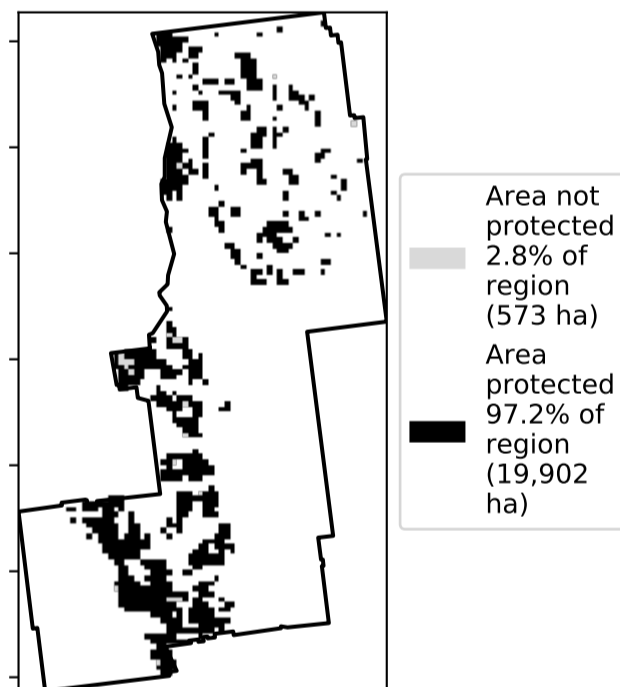 Area not
protected
2.8% of
region
(573 ha)
Area
protected
97.2% of
region
(19,902
ha)